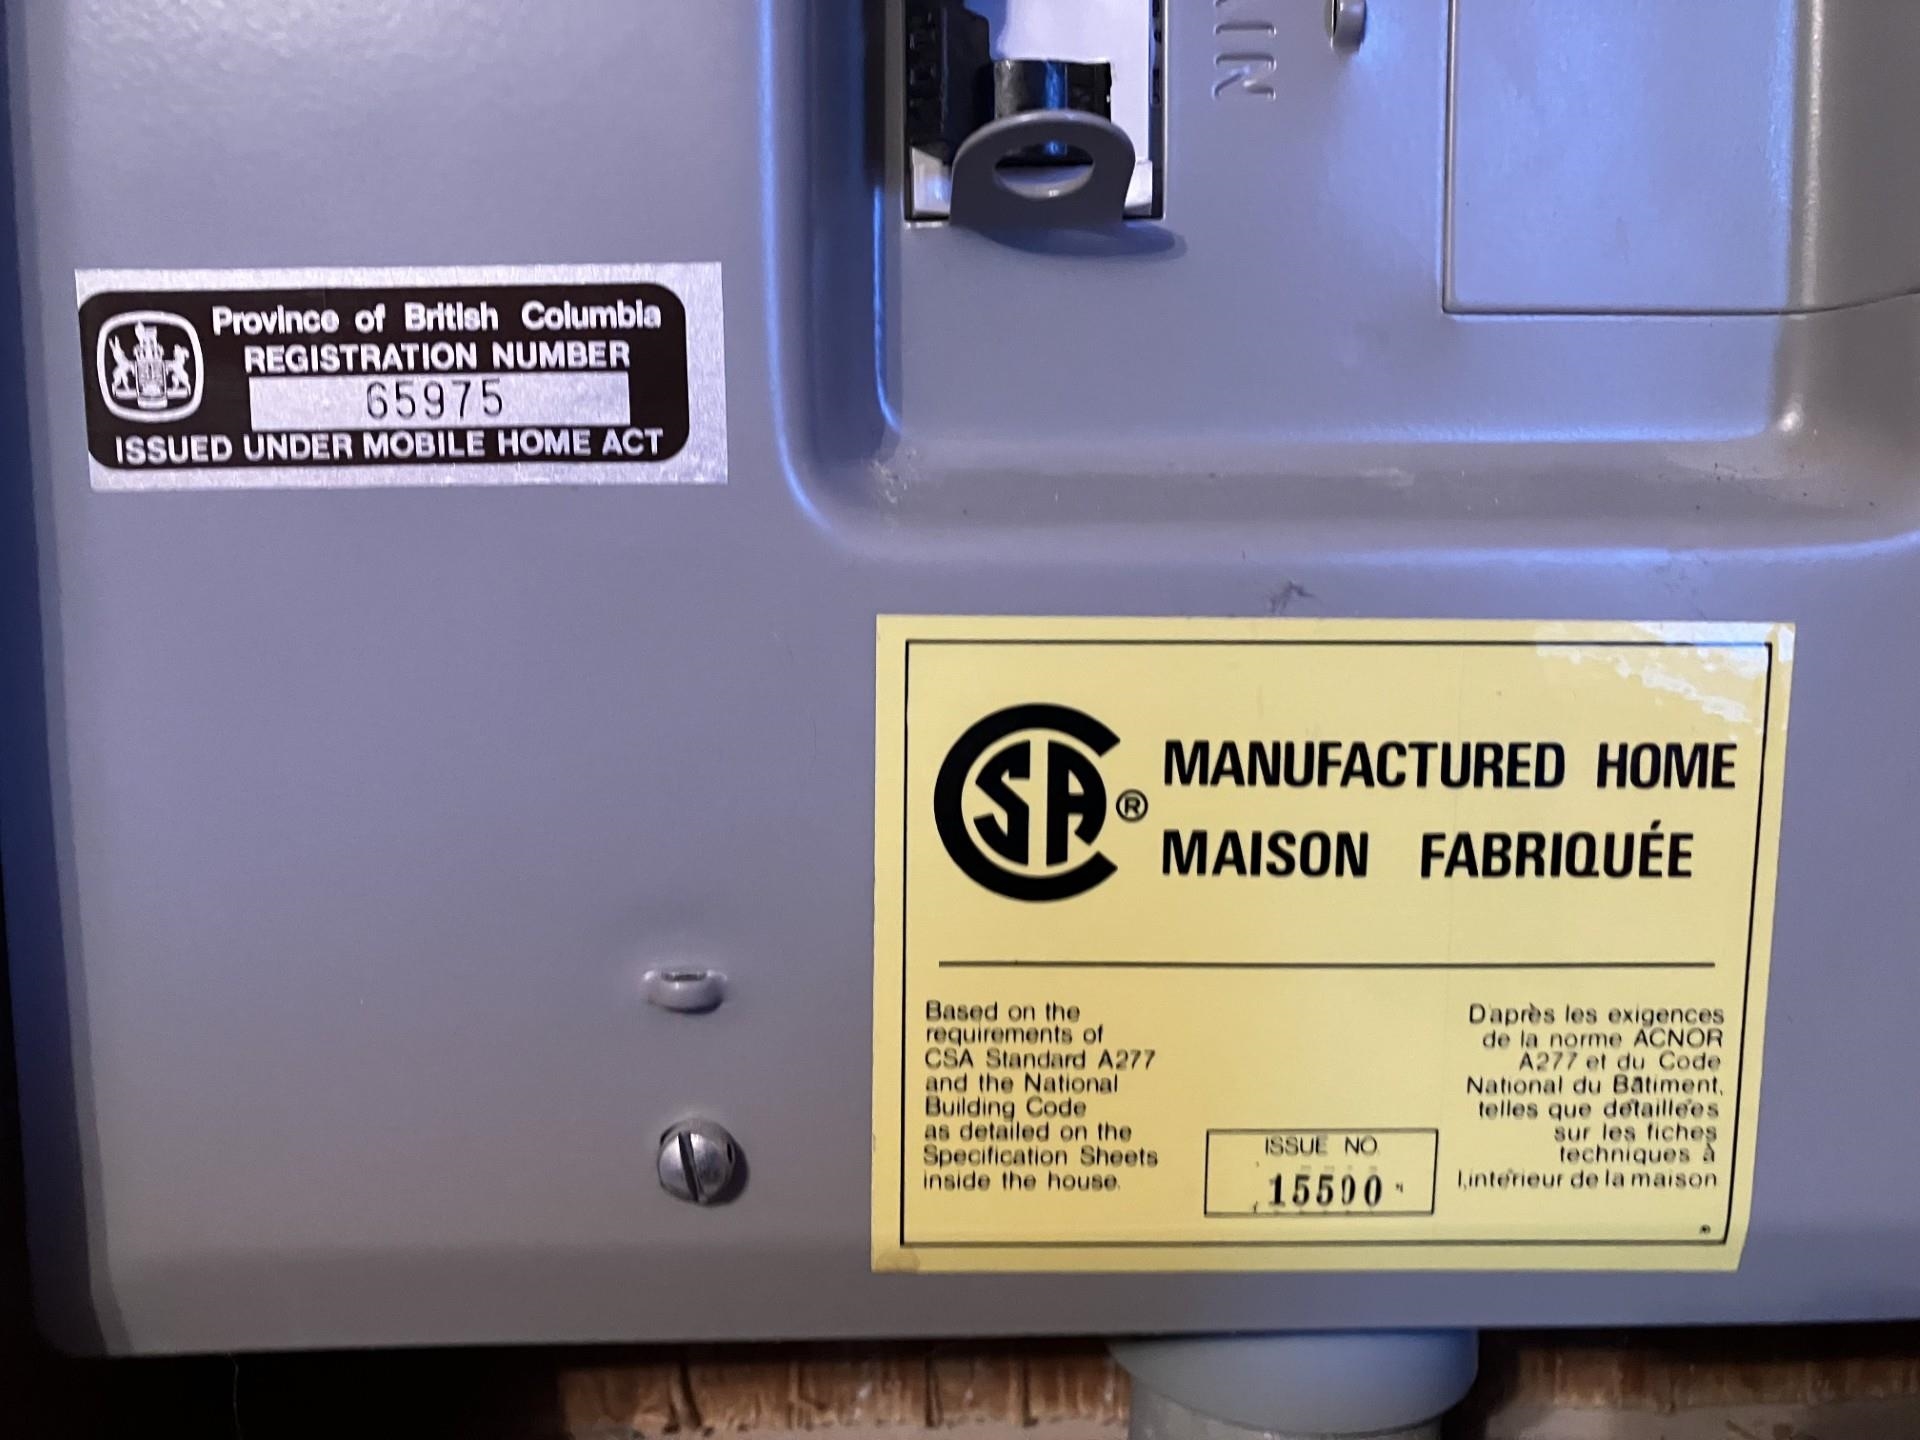 IN
Province of British Columbia
REGISTRATION NUMBER
65975
ISSUED UNDER MOBILE HOME ACT
CSA ® MANUFACTURED HOME
MAISON FABRIQUÉE
Based on the
requirements of
CSA Standard A277
and the National
Building Code
as detailed on the
Specification Sheets
inside the house.
D'après les exigences
de la norme ACNOR
A277 et du Code
National du Bâtiment,
telles que détaillées
sur les fiches
techniques à
l'intérieur de la maison
ISSUE NO.
15500